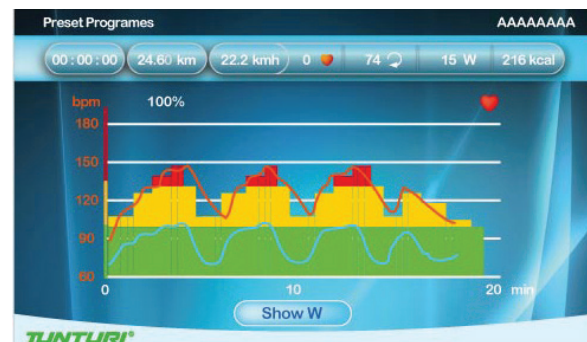 Preset Programes AAAAAAAA
00 : 00 : 00 24.60 km 22.2 kmh 0 74 15 W 216 kcal
bpm 100%
180
150
120
90
60
0 10 20 min
Show W
TUNTURI®